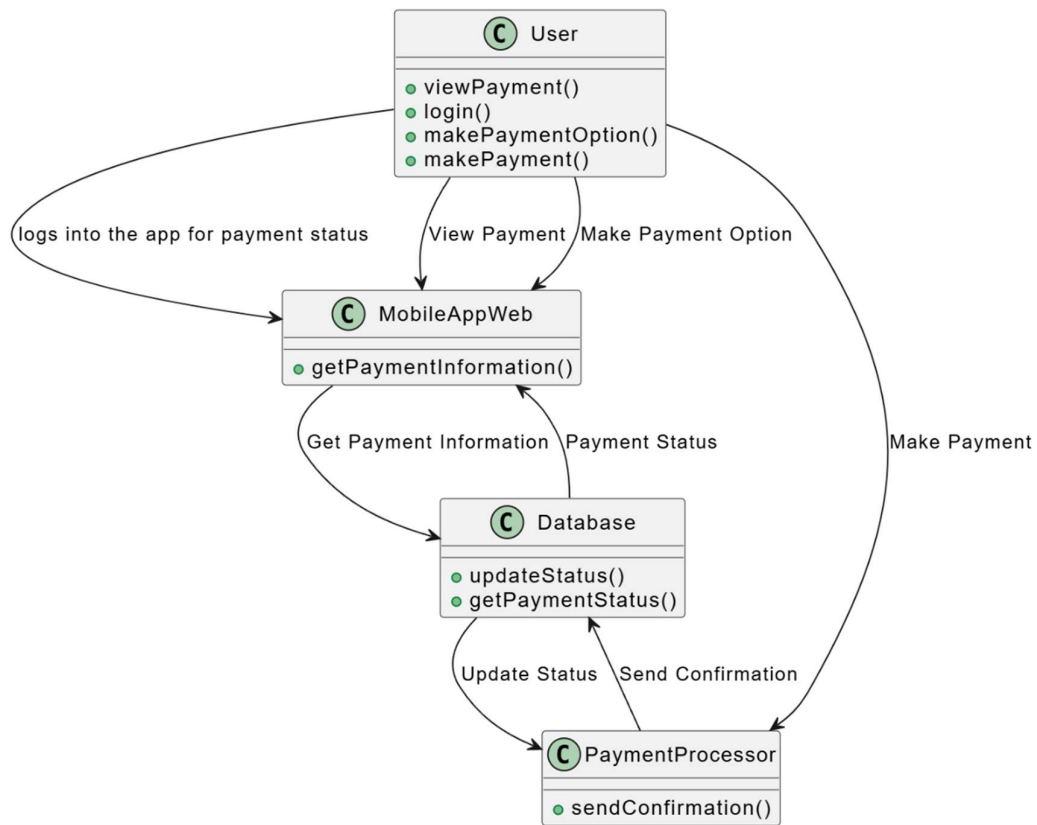 C User
viewPayment()
login()
makePaymentOption()
makePayment()
logs into the app for payment status
View Payment
Make Payment Option
C MobileAppWeb
getPaymentInformation()
Get Payment Information
Payment Status
Make Payment
C Database
updateStatus()
getPaymentStatus()
Update Status
Send Confirmation
C PaymentProcessor
sendConfirmation()